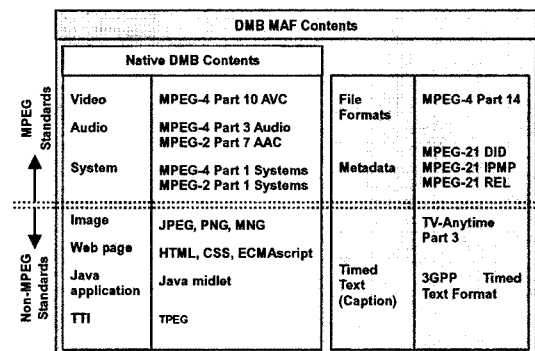 DMB MAF Contents
Native DMB Contents
MPEG
Standards
Non-MPEG
Standards
Video
MPEG-4 Part 10 AVC
Audio
MPEG-4 Part 3 Audio
MPEG-2 Part 7 AAC
System
MPEG-4 Part 1 Systems
MPEG-2 Part 1 Systems
Image
JPEG, PNG, MNG
Web page
HTML, CSS, ECMAscript
Java
application
Java midlet
TTI
TPEG
File
Formats
MPEG-4 Part 14
Metadata
MPEG-21 DID
MPEG-21 IPMP
MPEG-21 REL
TV-Anytime
Part 3
Timed
Text
(Caption)
3GPP Timed
Text Format